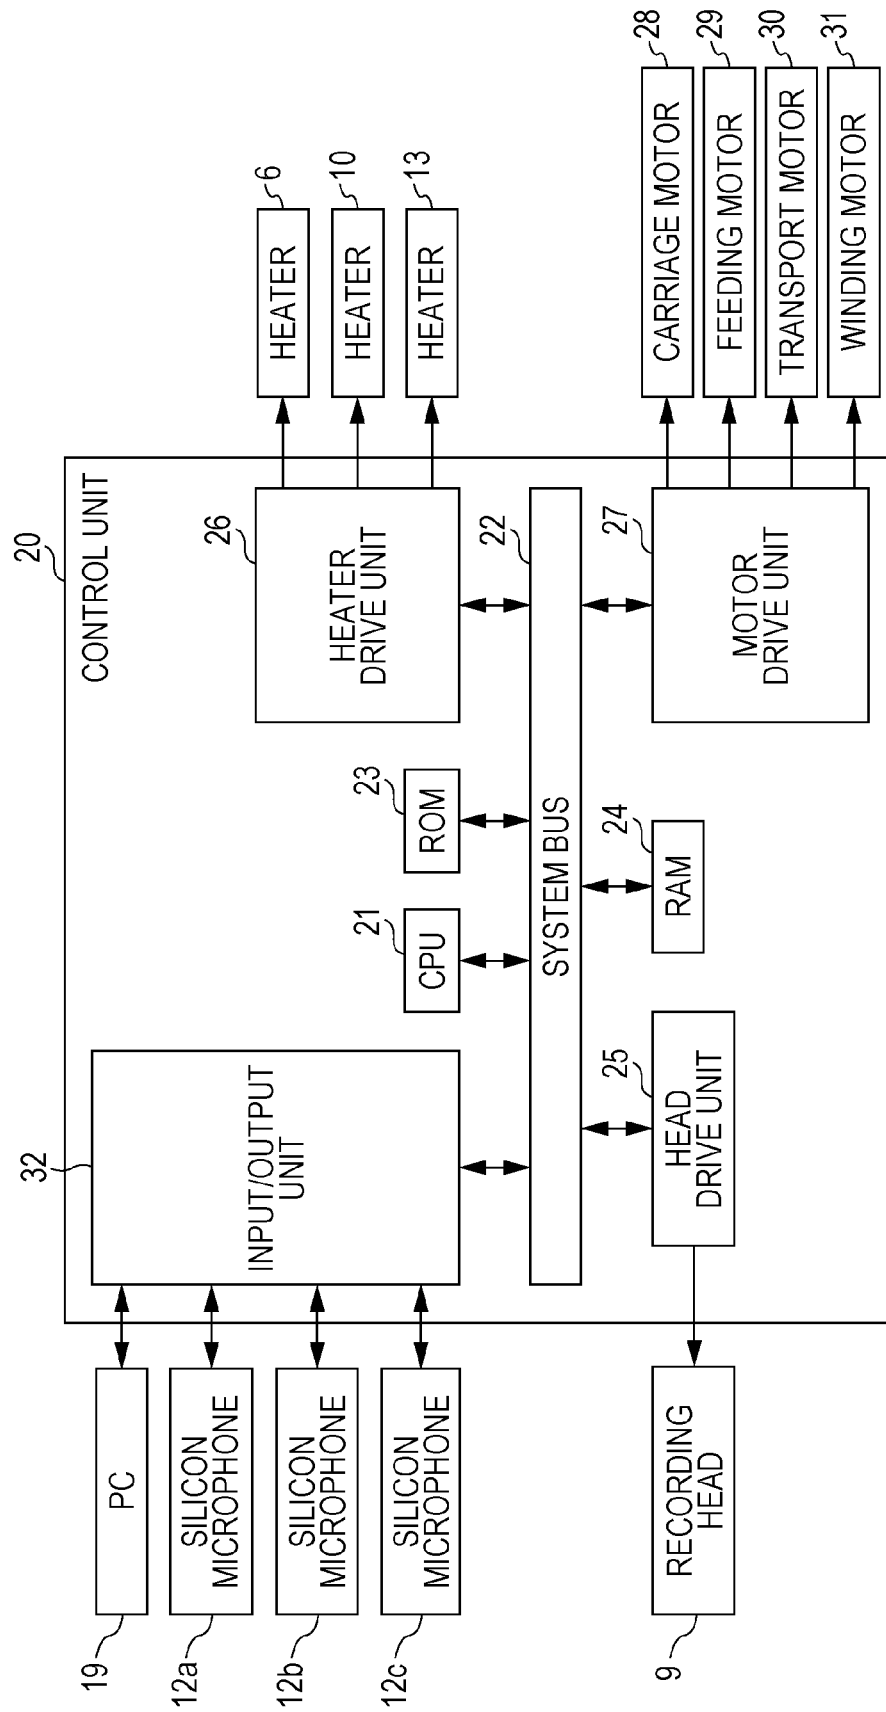 20
CONTROL UNIT
32
INPUT/OUTPUT
UNIT
19
PC
12a
SILICON
MICROPHONE
12b
SILICON
MICROPHONE
12c
SILICON
MICROPHONE
21
CPU
23
ROM
26
HEATER
DRIVE UNIT
HEATER
6
HEATER
10
HEATER
13
22
SYSTEM BUS
9
RECORDING
HEAD
25
HEAD
DRIVE UNIT
24
RAM
27
MOTOR
DRIVE UNIT
CARRIAGE MOTOR
28
FEEDING MOTOR
29
TRANSPORT MOTOR
30
WINDING MOTOR
31